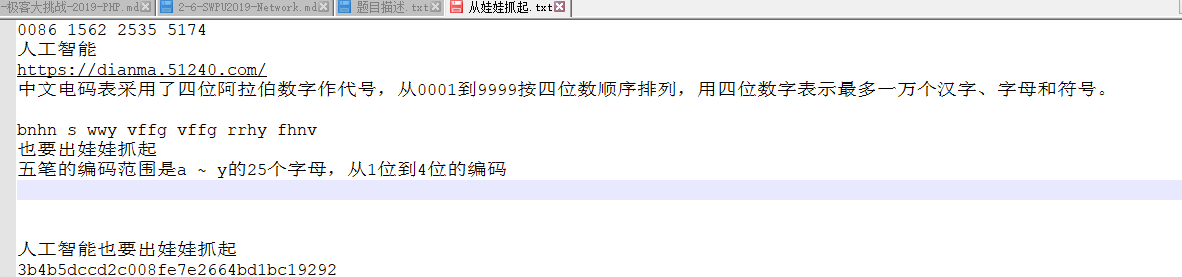 -极客大挑战-2019-PHP.md 2-6-SWPU2019-Network.md 题目描述.txt 从娃娃抓起.txt
0086 1562 2535 5174
人工智能
https://dianma.51240.com/
中文电码表采用了四位阿拉伯数字作代号，从0001到9999按四位数顺序排列，用四位数字表示最多一万个汉字、字母和符号。
bnhn s wwy vffg vffg rrhy fhnv
也要出娃娃抓起
五笔的编码范围是a ~ y的25个字母，从1位到4位的编码
人工智能也要出娃娃抓起
3b4b5dccd2c008fe7e2664bd1bc19292